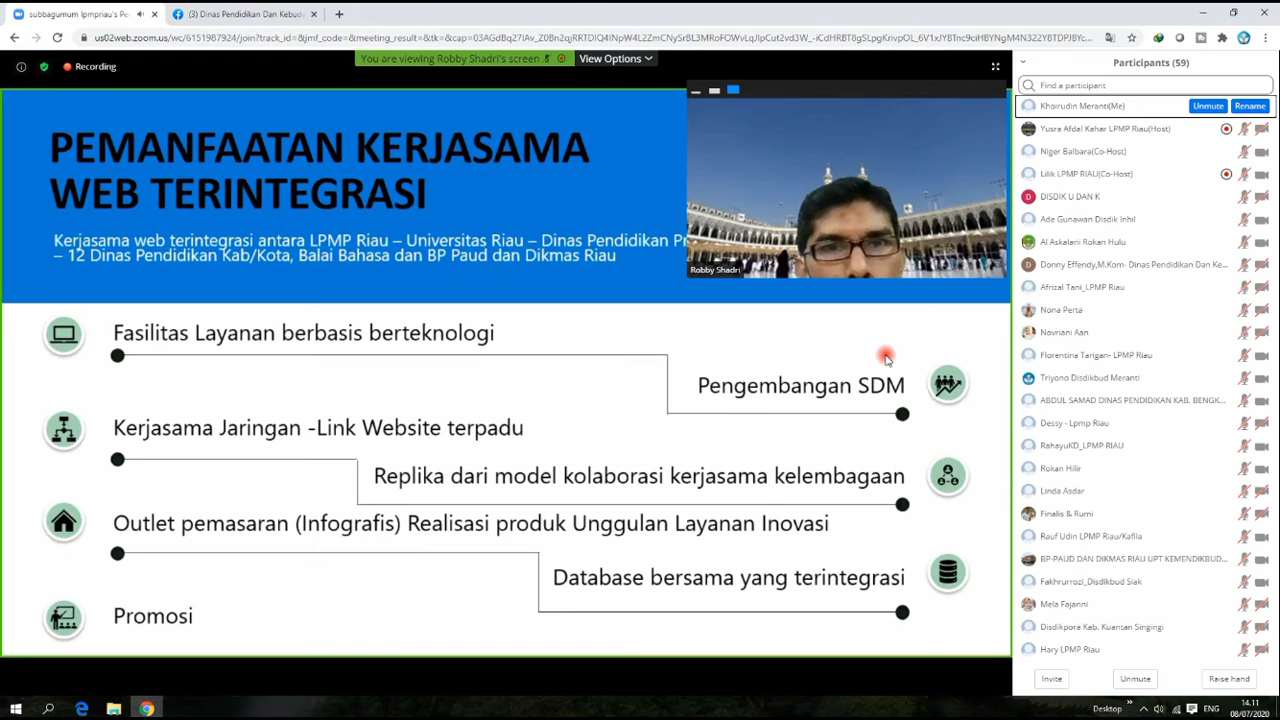 subbagumum lpmpriau's Pe
(3) Dinas Pendidikan Dan Kebuda
You are viewing Robby Shadri's screen
View Options
Recording
PEMANFAATAN KERJASAMA
WEB TERINTEGRASI
Kerjasama web terintegrasi antara LPMP Riau – Universitas Riau – Dinas Pendidikan Pr
– 12 Dinas Pendidikan Kab/Kota, Balai Bahasa dan BP Paud dan Dikmas Riau
Robby Shadri
Fasilitas Layanan berbasis berteknologi
Pengembangan SDM
Kerjasama Jaringan -Link Website terpadu
Replika dari model kolaborasi kerjasama kelembagaan
Outlet pemasaran (Infografis) Realisasi produk Unggulan Layanan Inovasi
Database bersama yang terintegrasi
Promosi
Participants (59)
Find a participant
Khoirudin Meranti(Me)
Unmute
Rename
Yusra Afdal Kahar LPMP Riau(Host)
Niger Balbara(Co-Host)
Lilik LPMP RIAU(Co-Host)
DISDIK U DAN K
Ade Gunawan Disdik Inhil
Al Askalani Rokan Hulu
Donny Effendy,M.Kom- Dinas Pendidikan Dan Ke...
Afrizal Tani_LPMP Riau
Nona Perta
Novriani Aan
Florentina Tarigan- LPMP Riau
Triyono Disdikbud Meranti
ABDUL SAMAD DINAS PENDIDIKAN KAB. BENGK...
Dessy - Lpmp Riau
RahayuKD_LPMP RIAU
Rokan Hilir
Linda Asdar
Finalis & Rumi
Rauf Udin LPMP Riau/Kafila
BP-PAUD DAN DIKMAS RIAU UPT KEMENDIKBUD...
Fakhrurrozi_Disdikbud Siak
Mela Fajarini
Disdikpora Kab. Kuantan Singingi
Hary LPMP Riau
Invite
Unmute
Raise hand
Desktop
ENG
14.11
08/07/2020